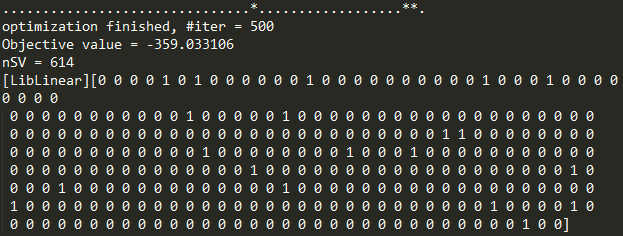 ...............................*..................**.
optimization finished, #iter = 500
Objective value = -359.033106
nSV = 614
[LibLinear][0 0 0 0 1 0 1 0 0 0 0 0 0 1 0 0 0 0 0 0 0 0 0 0 1 0 0 0 1 0 0 0 0
0 0 0 0
0 0 0 0 0 0 0 0 0 0 0 1 0 0 0 0 0 1 0 0 0 0 0 0 0 0 0 0 0 0 0 0 0 0 0 0 0
0 0 0 0 0 0 0 0 0 0 0 0 0 0 0 0 0 0 0 0 0 0 0 0 0 0 0 1 1 0 0 0 0 0 0 0 0
0 0 0 0 0 0 0 0 0 0 0 0 1 0 0 0 0 0 0 0 0 1 0 0 0 1 0 0 0 0 0 0 0 0 0 0 0
0 0 0 0 0 0 0 0 0 0 0 0 0 0 0 1 0 0 0 0 0 0 0 0 0 0 0 0 0 0 0 0 0 0 0 1 0
0 0 0 1 0 0 0 0 0 0 0 0 0 0 0 0 0 1 0 0 0 0 0 0 0 0 0 0 0 0 0 0 0 0 0 0 0
1 0 0 0 0 0 0 0 0 0 0 0 0 0 0 0 0 0 0 0 0 0 0 0 0 0 0 0 0 0 1 0 0 0 0 1 0
0 0 0 0 0 0 0 0 0 0 0 0 0 0 0 0 0 0 0 0 0 0 0 0 0 0 0 0 0 0 0 0 1 0 0]